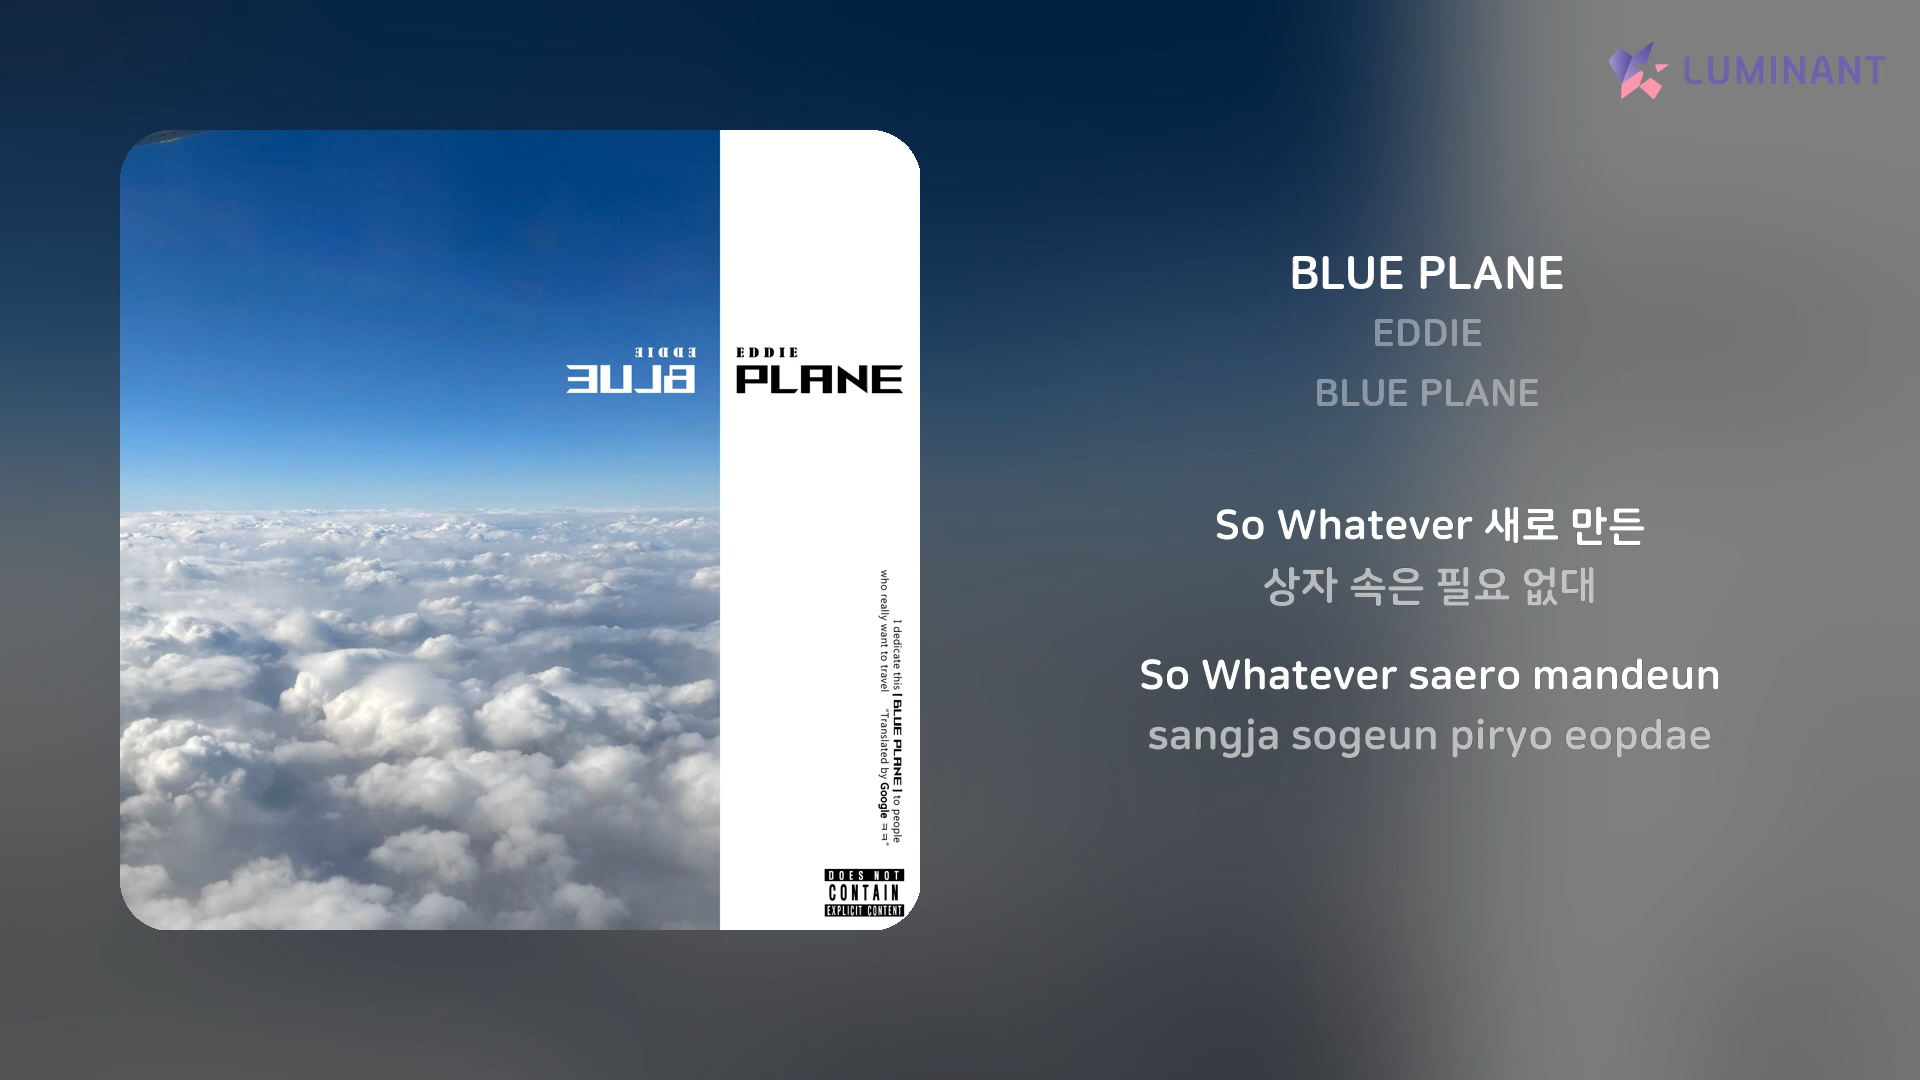 LUMINANT
EDDIE
BLUE
EDDIE
PLANE
I dedicate this [ BLUE PLANE ] to people
who really want to travel "Translated by Google ㅋㅋ"
DOES NOT
CONTAIN
EXPLICIT CONTENT
BLUE PLANE
EDDIE
BLUE PLANE
So Whatever 새로 만든
상자 속은 필요 없대
So Whatever saero mandeun
sangja sogeun piryo eopdae